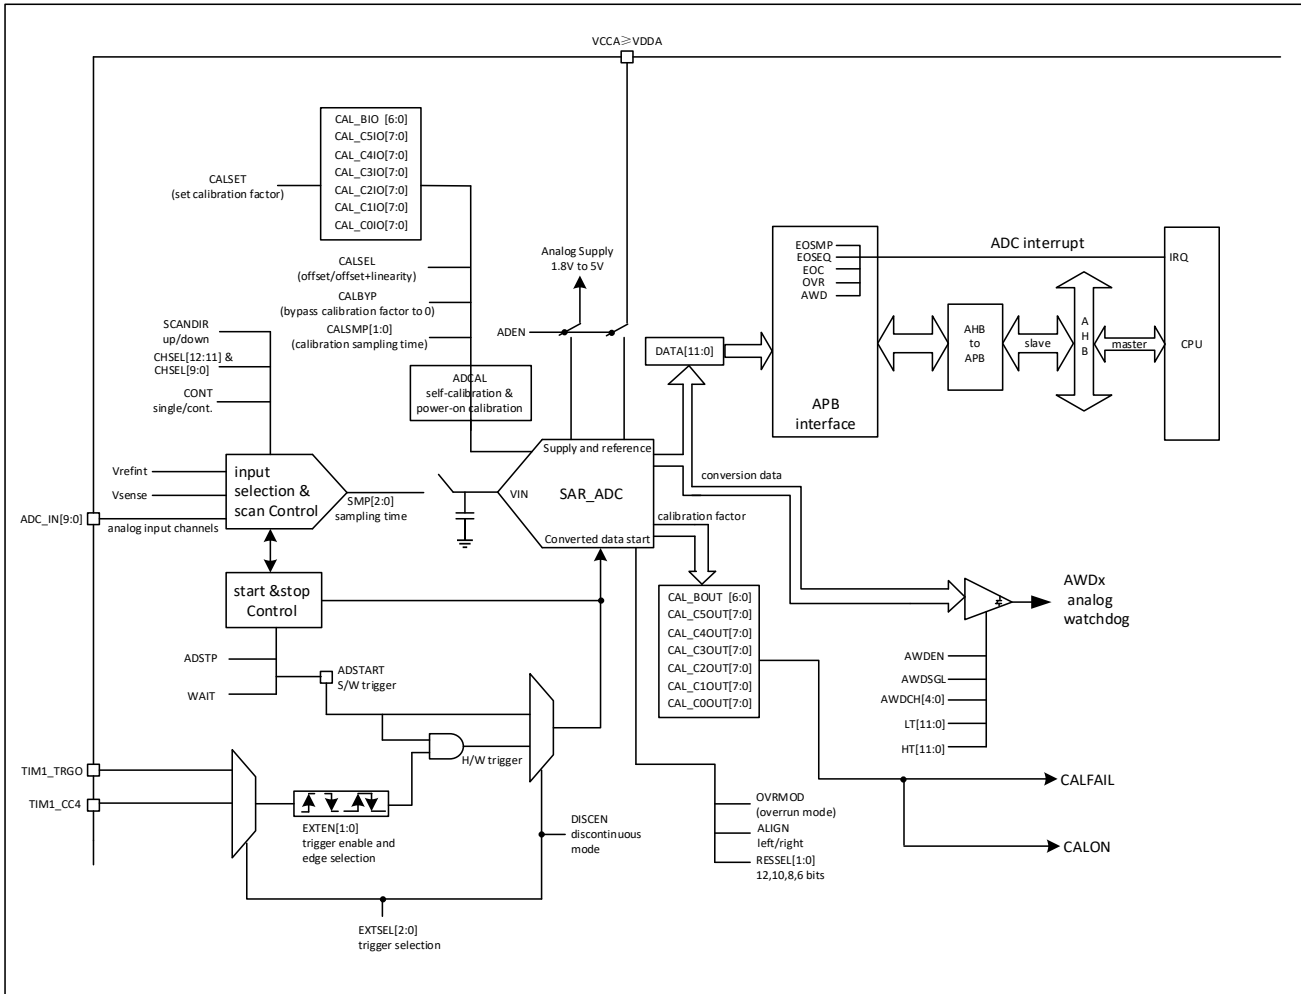 VCCA≥VDDA
CAL_BIO [6:0]
CAL_C5IO[7:0]
CAL_C4IO[7:0]
CAL_C3IO[7:0]
CAL_C2IO[7:0]
CAL_C1IO[7:0]
CAL_C0IO[7:0]
CALSET
(set calibration factor)
CALSEL
(offset/offset+linearity)
CALBYP
(bypass calibration factor to 0)
CALSMP[1:0]
(calibration sampling time)
Analog Supply
1.8V to 5V
ADEN
SCANDIR
up/down
CHSEL[12:11] &
CHSEL[9:0]
CONT
single/cont.
ADCAL
self-calibration &
power-on calibration
DATA[11:0]
EOSMP
EOSEQ
EOC
OVR
AWD
APB
interface
ADC interrupt
IRQ
AHB
to
APB
slave
A
H
B
master
CPU
Vrefint
Vsense
ADC_IN[9:0]
analog input channels
input
selection &
scan Control
SMP[2:0]
sampling time
Supply and reference
VIN
SAR_ADC
Converted data start
conversion data
calibration factor
start &stop
Control
ADSTP
WAIT
ADSTART
S/W trigger
CAL_BOUT [6:0]
CAL_C5OUT[7:0]
CAL_C4OUT[7:0]
CAL_C3OUT[7:0]
CAL_C2OUT[7:0]
CAL_C1OUT[7:0]
CAL_C0OUT[7:0]
AWDx
analog
watchdog
AWDEN
AWDSGL
AWDCH[4:0]
LT[11:0]
HT[11:0]
TIM1_TRGO
TIM1_CC4
H/W trigger
EXTEN[1:0]
trigger enable and
edge selection
DISCEN
discontinuous
mode
OVRMOD
(overrun mode)
ALIGN
left/right
RESSEL[1:0]
12,10,8,6 bits
CALFAIL
CALON
EXTSEL[2:0]
trigger selection